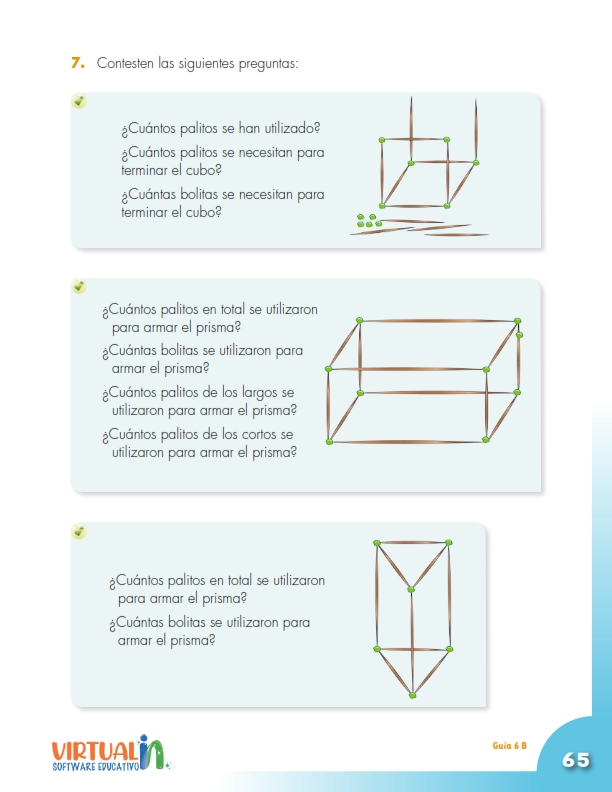 7. Contesten las siguientes preguntas:
¿Cuántos palitos se han utilizado?
¿Cuántos palitos se necesitan para
terminar el cubo?
¿Cuántas bolitas se necesitan para
terminar el cubo?
¿Cuántos palitos en total se utilizaron
para armar el prisma?
¿Cuántas bolitas se utilizaron para
armar el prisma?
¿Cuántos palitos de los largos se
utilizaron para armar el prisma?
¿Cuántos palitos de los cortos se
utilizaron para armar el prisma?
¿Cuántos palitos en total se utilizaron
para armar el prisma?
¿Cuántas bolitas se utilizaron para
armar el prisma?
VIRTUAL in
SOFTWARE EDUCATIVO
Guía 6 B
65